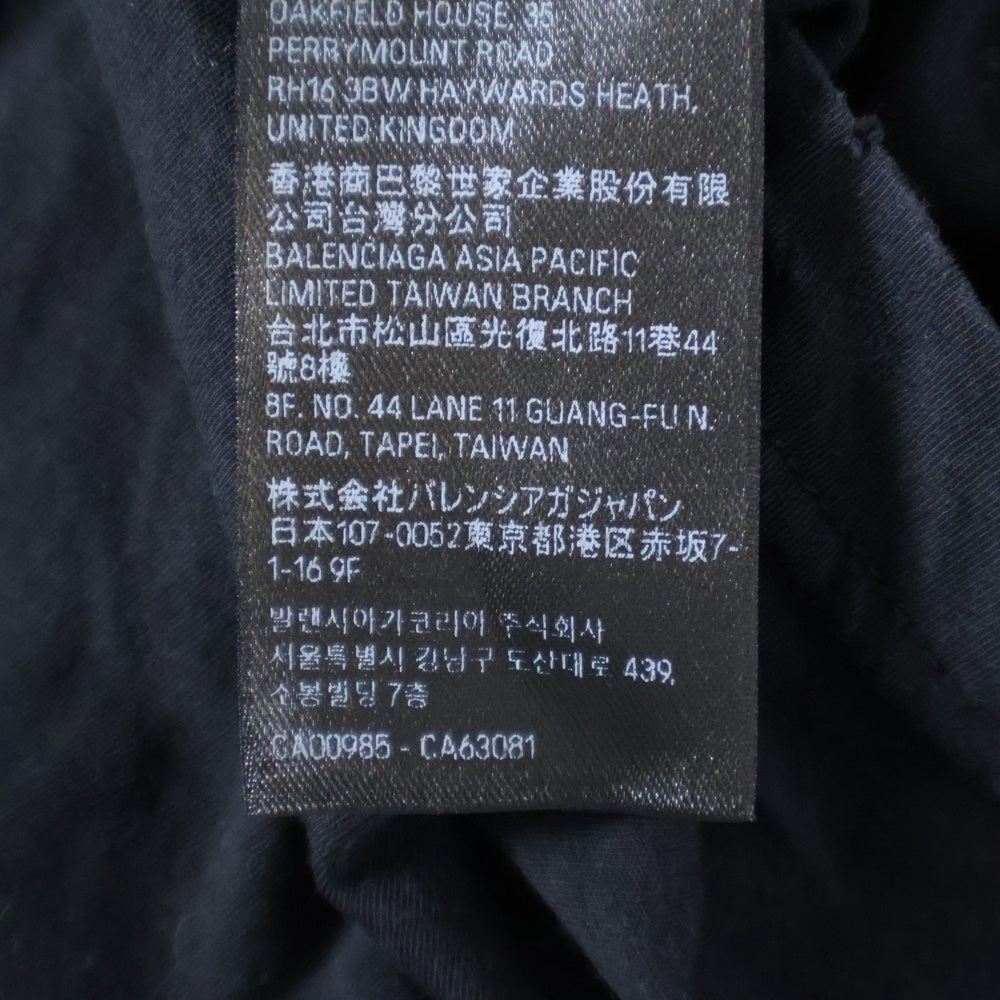 OAKFIELD HOUSE, 35
PERRYMOUNT ROAD
RH16 3BW HAYWARDS HEATH,
UNITED KINGDOM
香港商巴黎世家企業股份有限
公司台灣分公司
BALENCIAGA ASIA PACIFIC
LIMITED TAIWAN BRANCH
台北市松山區光復北路11巷44
號8樓
8F. NO. 44 LANE 11 GUANG-FU N.
ROAD, TAPEI, TAIWAN
株式会社バレンシアガジャパン
日本107-0052東京都港区赤坂7-
1-16 9F
발렌시아가코리아 주식회사
서울특별시 강남구 도산대로 439,
소봉빌딩 7층
CA00985 - CA63081